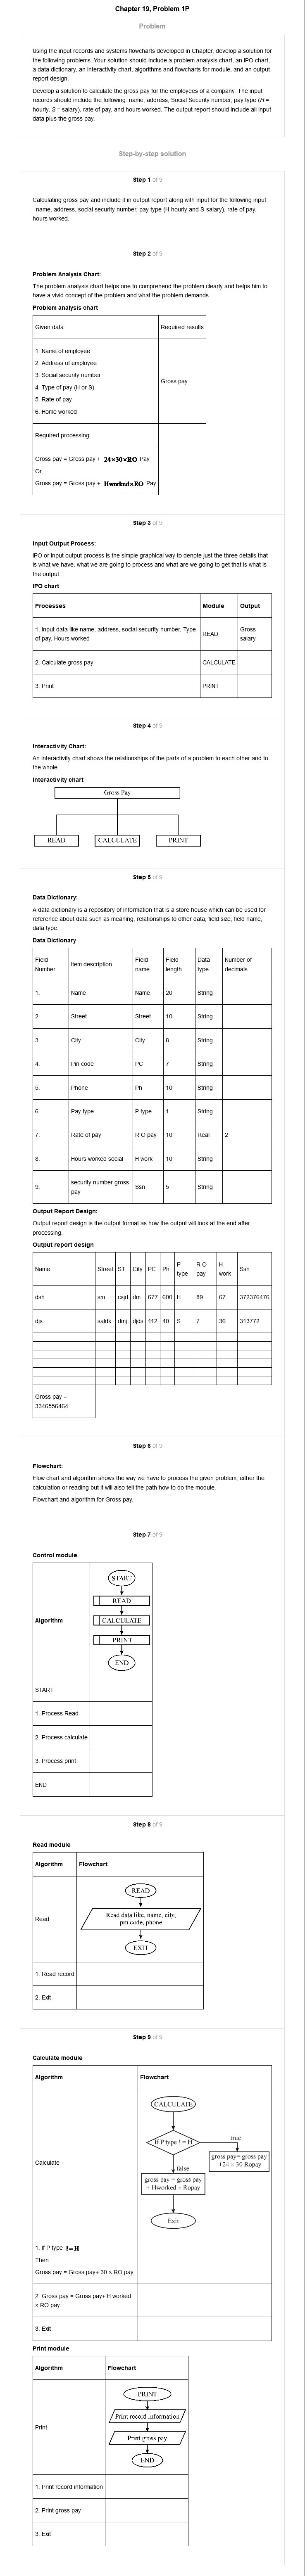 Chapter 19, Problem 1P
Problem
Using the input records and systems flowcharts developed in Chapter, develop a solution for
the following problems. Your solution should include a problem analysis chart, an IPO chart,
a data dictionary, an interactivity chart, algorithms and flowcharts for module, and an output
report design.
Develop a solution to calculate the gross pay for the employees of a company. The input
records should include the following: name, address, Social Security number, pay type (H =
hourly, S = salary), rate of pay, and hours worked. The output report should include all input
data plus the gross pay.
Step-by-step solution
Step 1 of 9
Calculating gross pay and include it in output report along with input for the following input
–name, address, social security number, pay type (H-hourly and S-salary), rate of pay,
hours worked.
Step 2 of 9
Problem Analysis Chart:
The problem analysis chart helps one to comprehend the problem clearly and helps him to
have a vivid concept of the problem and what the problem demands.
Problem analysis chart
Given data Required results
1. Name of employee
2. Address of employee
3. Social security number
4. Type of pay (H or S)
5. Rate of pay
6. Home worked
Gross pay
Required processing
Gross pay = Gross pay + 24×30×RO Pay
Or
Gross pay = Gross pay + Hworked×RO Pay
Step 3 of 9
Input Output Process:
IPO or input output process is the simple graphical way to denote just the three details that
is what we have, what we are going to process and what are we going to get that is what is
the output.
IPO chart
Processes Module Output
1. Input data like name, address, social security number, Type
of pay, Hours worked
READ
Gross
salary
2. Calculate gross pay CALCULATE
3. Print PRINT
Step 4 of 9
Interactivity Chart:
An interactivity chart shows the relationships of the parts of a problem to each other and to
the whole.
Interactivity chart
Gross Pay
READ CALCULATE PRINT
Step 5 of 9
Data Dictionary:
A data dictionary is a repository of information that is a store house which can be used for
reference about data such as meaning, relationships to other data, field size, field name,
data type.
Data Dictionary
Field Number Item description Field name Field length Data type Number of decimals
1. Name Name 20 String
2. Street Street 10 String
3. City City 8 String
4. Pin code PC 7 String
5. Phone Ph 10 String
6. Pay type P type 1 String
7. Rate of pay R O pay 10 Real 2
8. Hours worked social H work 10 String
9. security number gross pay Ssn 5 String
Output Report Design:
Output report design is the output format as how the output will look at the end after
processing.
Output report design
Name Street ST City PC Ph P type R O pay H work Ssn
dsh sm csjd dm 677 600 H 89 67 372376476
djs saldk dmj djds 112 40 S 7 36 313772
Gross pay =
3346556464
Step 6 of 9
Flowchart:
Flow chart and algorithm shows the way we have to process the given problem, either the
calculation or reading but it will also tell the path how to do the module.
Flowchart and algorithm for Gross pay.
Step 7 of 9
Control module
Algorithm
START
READ
CALCULATE
PRINT
END
START
1. Process Read
2. Process calculate
3. Process print
END
Step 8 of 9
Read module
Algorithm Flowchart
Read
READ
Read data like, name, city,
pin code, phone
EXIT
1. Read record
2. Exit
Step 9 of 9
Calculate module
Algorithm Flowchart
Calculate
CALCULATE
If P type ! = H
true
gross pay= gross pay
+24 × 30 Ropay
false
gross pay = gross pay
+ Hworked × Ropay
Exit
1. If P type != H
Then
Gross pay = Gross pay+ 30 × RO pay
2. Gross pay = Gross pay+ H worked
× RO pay
3. Exit
Print module
Algorithm Flowchart
Print
PRINT
Print record information
Print gross pay
END
1. Print record information
2. Print gross pay
3. Exit